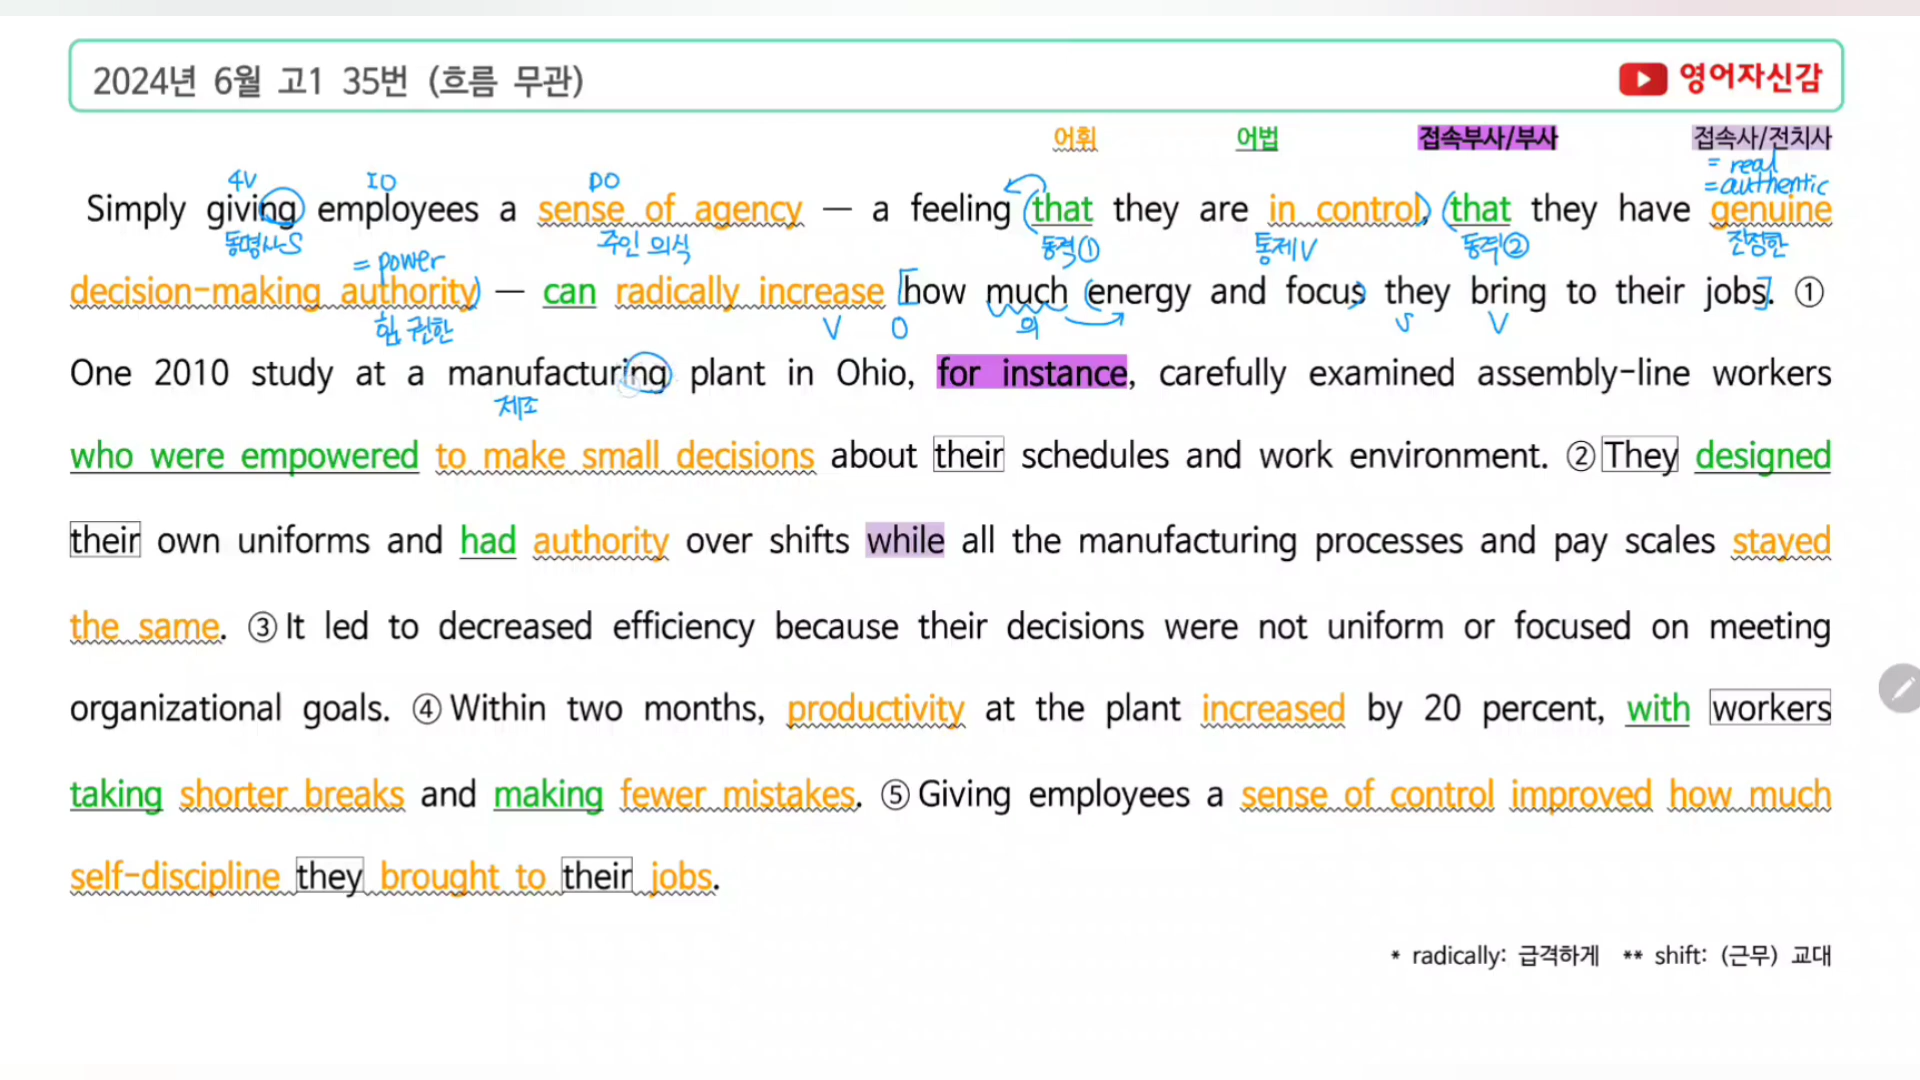 2024년 6월 고1 35번 (흐름 무관)
영어자신감
어휘 어법 접속부사/부사 접속사/전치사
= real
4V IO DO = authentic
Simply giving employees a sense of agency — a feeling (that they are in control,) (that they have genuine
동명사S 주인 의식 동격① 통제V 동격② 진정한
= power
decision-making authority) — can radically increase [how much (energy and focus) they bring to their jobs]. ①
힘, 권한 V O 의 S V
One 2010 study at a manufacturing plant in Ohio, for instance, carefully examined assembly-line workers
제조
who were empowered to make small decisions about their schedules and work environment. ② They designed
their own uniforms and had authority over shifts while all the manufacturing processes and pay scales stayed
the same. ③ It led to decreased efficiency because their decisions were not uniform or focused on meeting
organizational goals. ④ Within two months, productivity at the plant increased by 20 percent, with workers
taking shorter breaks and making fewer mistakes. ⑤ Giving employees a sense of control improved how much
self-discipline they brought to their jobs.
* radically: 급격하게 ** shift: (근무) 교대